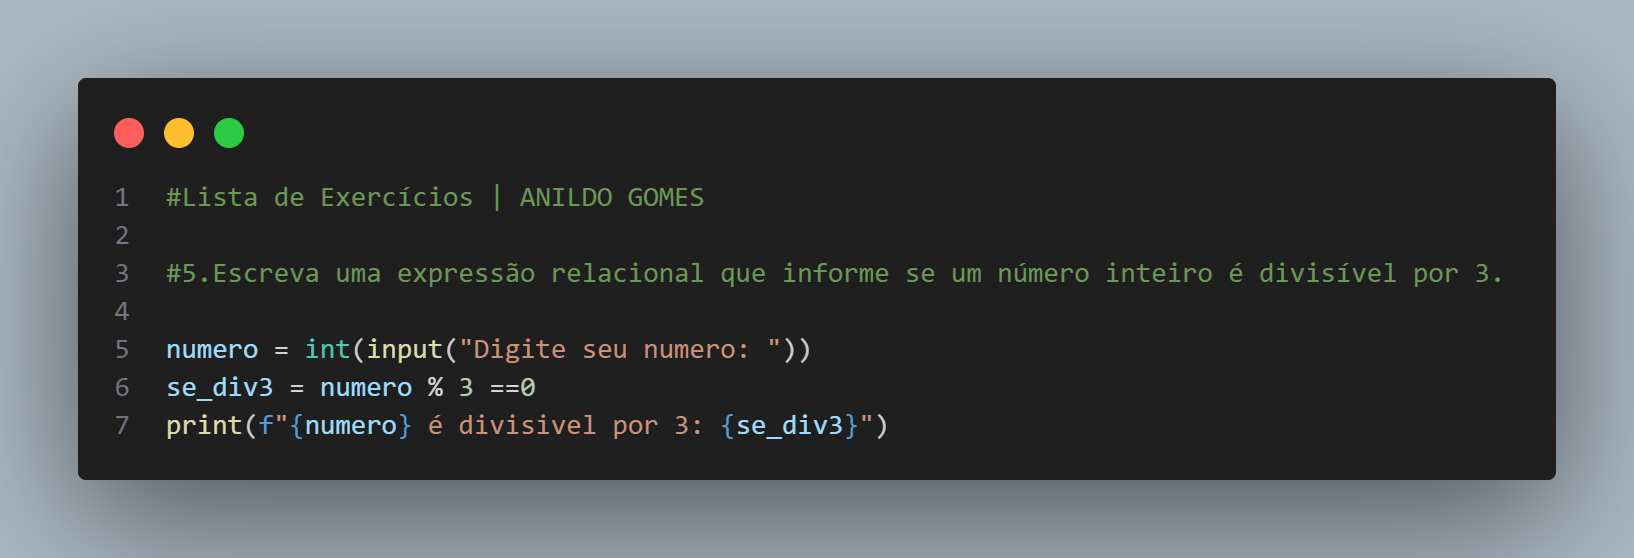 1 #Lista de Exercícios | ANILDO GOMES
2
3 #5.Escreva uma expressão relacional que informe se um número inteiro é divisível por 3.
4
5 numero = int(input("Digite seu numero: "))
6 se_div3 = numero % 3 ==0
7 print(f"{numero} é divisivel por 3: {se_div3}")